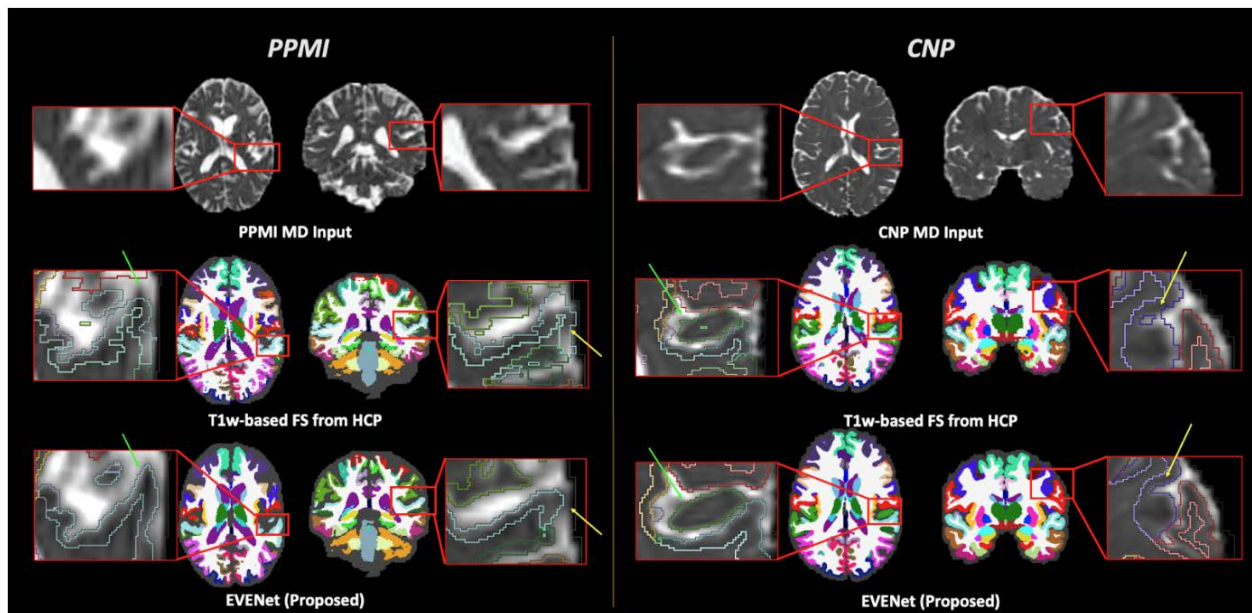 PPMI
CNP
PPMI MD Input
CNP MD Input
T1w-based FS from HCP
T1w-based FS from HCP
EVENet (Proposed)
EVENet (Proposed)